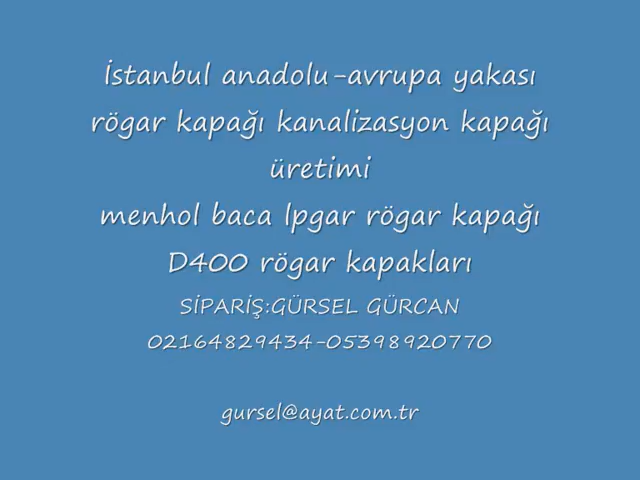 İstanbul anadolu-avrupa yakası
rögar kapağı kanalizasyon kapağı
üretimi
menhol baca lpgar rögar kapağı
D400 rögar kapakları
SİPARİŞ:GÜRSEL GÜRCAN
02164829434-05398920770
gursel@ayat.com.tr